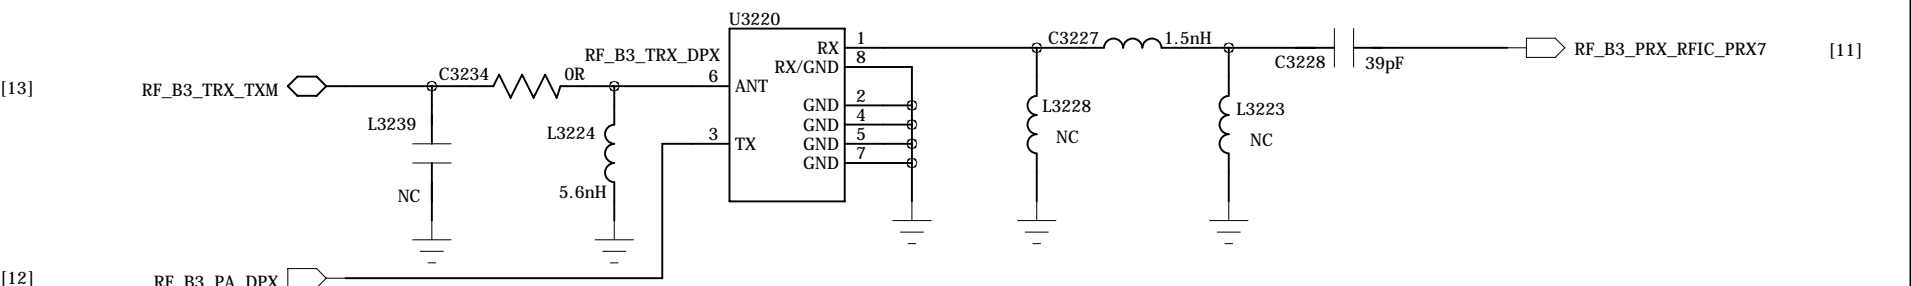 U3220
RF_B3_TRX_DPX
RX
1
C3227
1.5nH
RF_B3_PRX_RFIC_PRX7
[11]
RX/GND
8
C3228
39pF
[13]
RF_B3_TRX_TXM
C3234
0R
6
ANT
GND
2
L3239
L3224
3
TX
GND
4
GND
5
GND
7
L3228
NC
L3223
NC
NC
5.6nH
[12]
RF_B3_PA_DPX